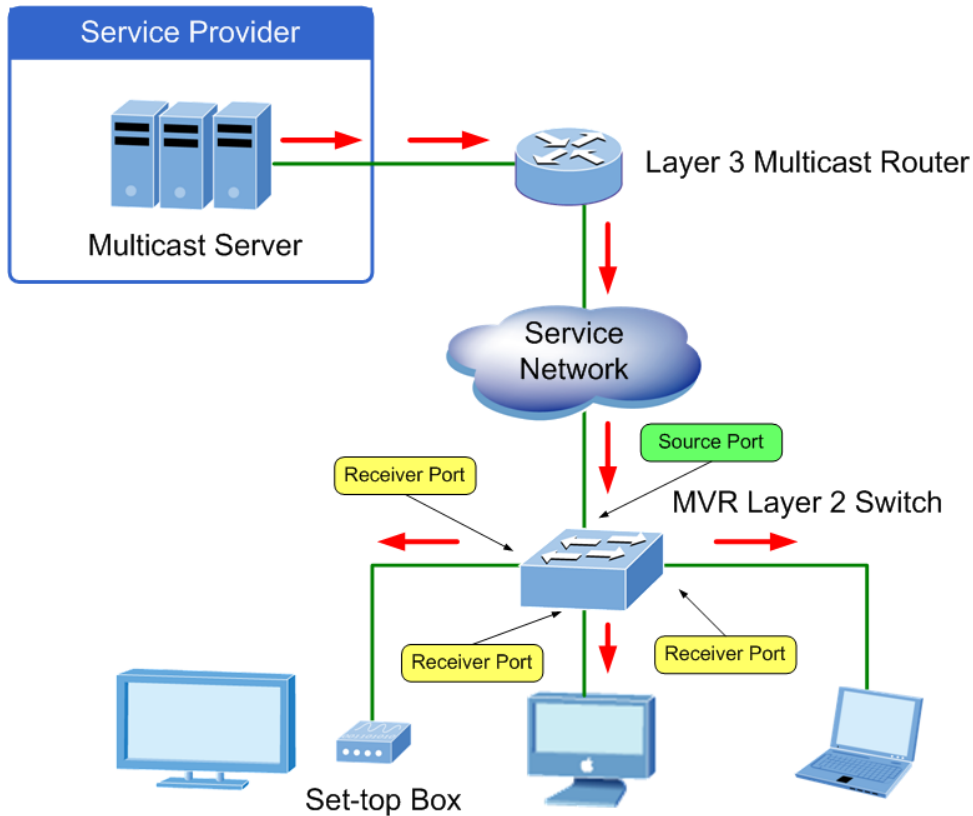 Service Provider
Multicast Server
Layer 3 Multicast Router
Service
Network
Source Port
Receiver Port
MVR Layer 2 Switch
Receiver Port
Receiver Port
Set-top Box